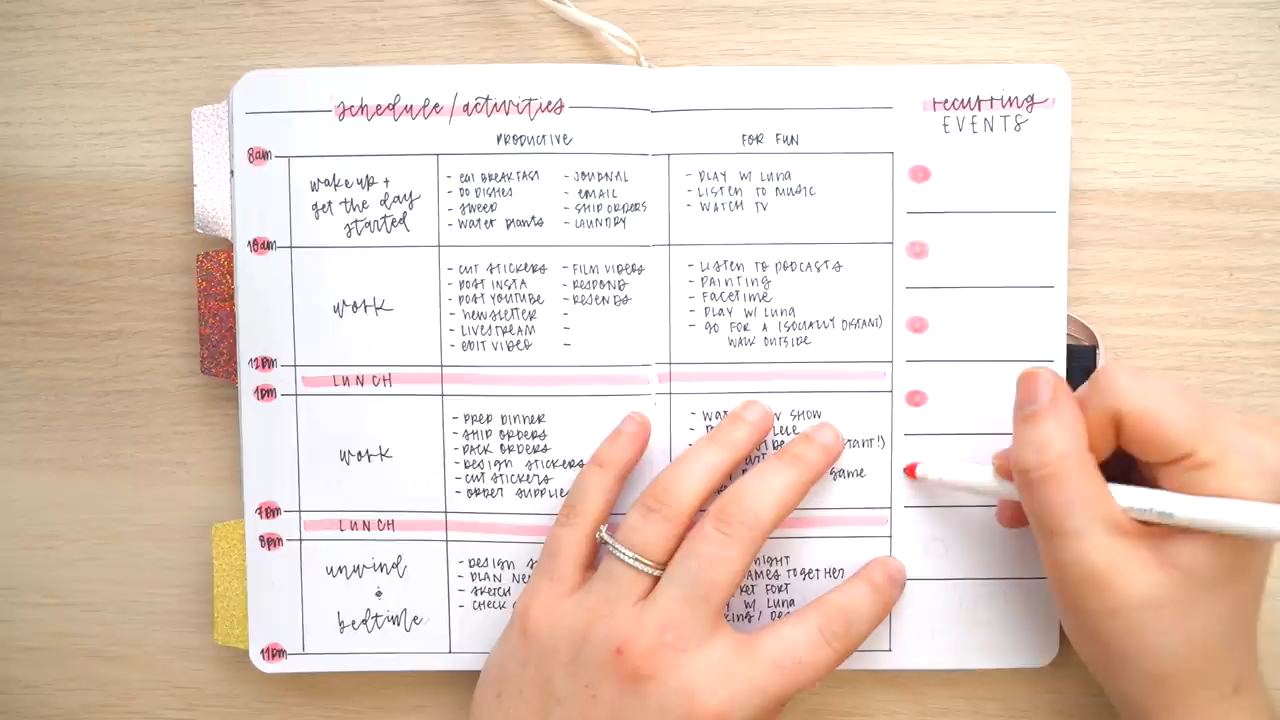 schedule/activities
recurring
EVENTS
PRODUCTIVE
FOR FUN
8am
wake up +
get the day
started
- EAT BREAKFAST
- DO DISHES
- SWEEP
- WATER PLANTS
- JOURNAL
- EMAIL
- SHIP ORDERS
- LAUNDRY
- PLAY W/ LUNA
- LISTEN TO MUSIC
- WATCH TV
10am
work
- CUT STICKERS
- POST INSTA
- POST YOUTUBE
- NEWSLETTER
- LIVESTREAM
- EDIT VIDEO
- FILM VIDEOS
- RESPOND
- RESENDS
-
-
-
- LISTEN TO PODCASTS
- PAINTING
- FACETIME
- PLAY W/ LUNA
- GO FOR A (SOCIALLY DISTANT)
WALK OUTSIDE
12pm
LUNCH
1pm
work
- PREP DINNER
- SHIP ORDERS
- PACK ORDERS
- DESIGN STICKERS
- CUT STICKERS
- ORDER
SHOW
game
7pm
LUNCH
8pm
unwind
&
bedtime
- DESIGN
- PLAN
- SKETCH
- CHECK
TOGETHER
FORT
W/ LUNA
11pm